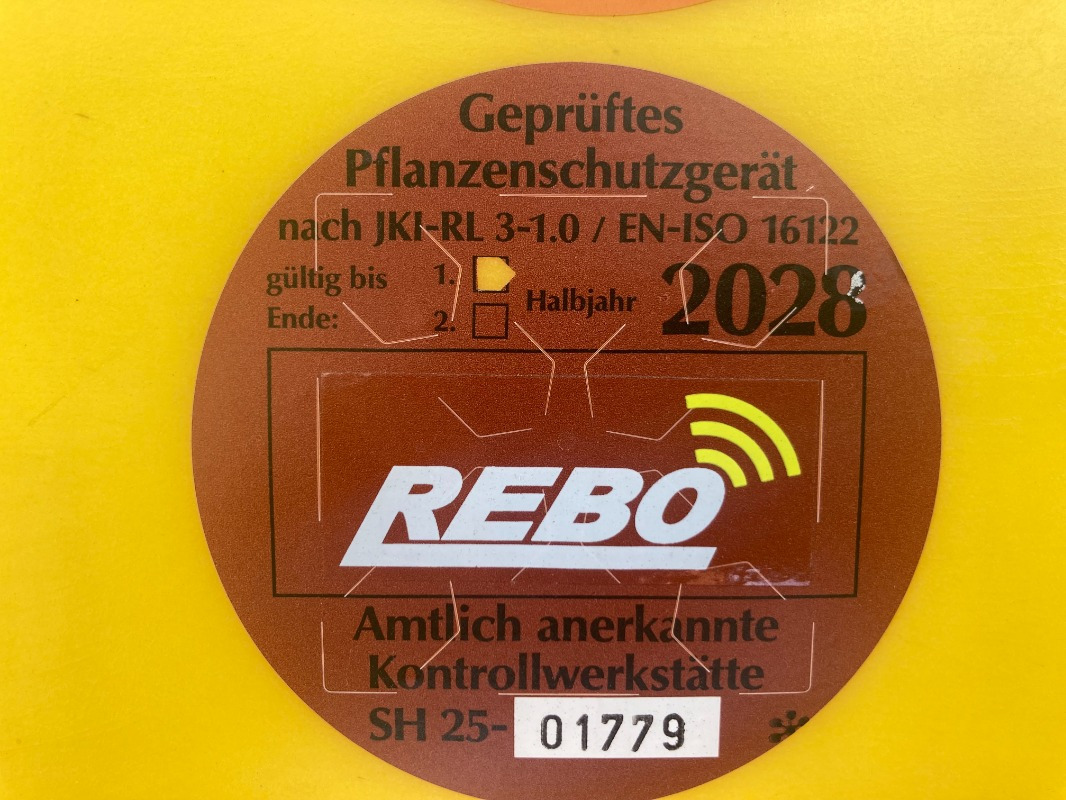 Geprüftes
Pflanzenschutzgerät
nach JKI-RL 3-1.0 / EN-ISO 16122
gültig bis 1. Halbjahr 2028
Ende: 2.
REBO
Amtlich anerkannte
Kontrollwerkstätte
SH 25- 01779 *